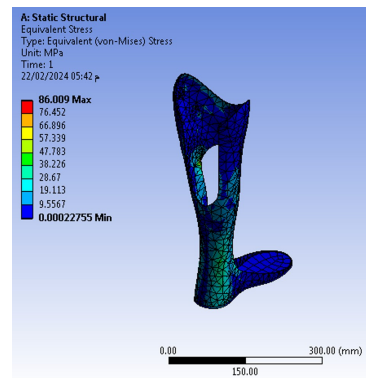 A: Static Structural
Equivalent Stress
Type: Equivalent (von-Mises) Stress
Unit: MPa
Time: 1
22/02/2024 05:42 م
86.009 Max
76.452
66.896
57.339
47.783
38.226
28.67
19.113
9.5567
0.00022755 Min
0.00
300.00 (mm)
150.00